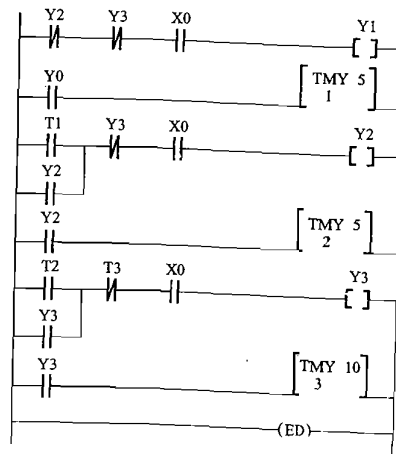 Y2 Y3 X0 Y1
Y0 TMY 5
1
T1 Y3 X0 Y2
Y2
Y2 TMY 5
2
T2 T3 X0 Y3
Y3
Y3 TMY 10
3
(ED)